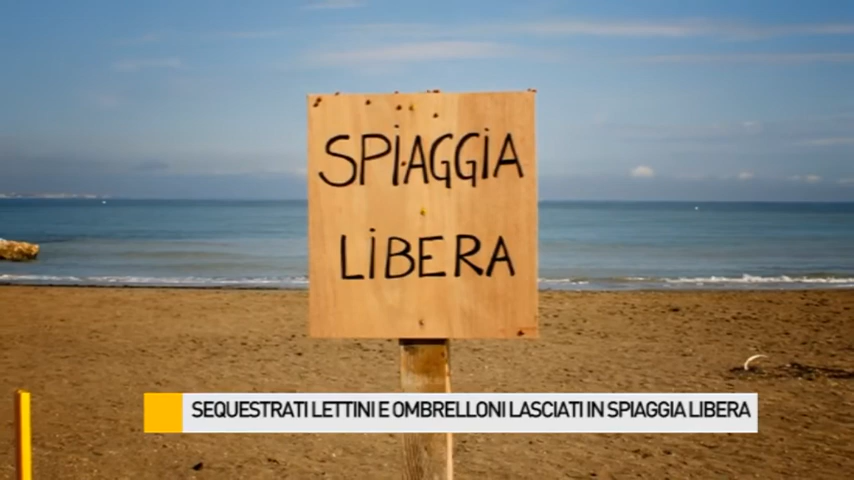 SPIAGGIA
LIBERA
SEQUESTRATI LETTINI E OMBRELLONI LASCIATI IN SPIAGGIA LIBERA